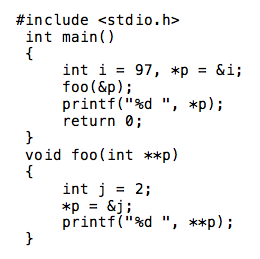 #include <stdio.h>
int main()
{
int i = 97, *p = &i;
foo(&p);
printf("%d ", *p);
return 0;
}
void foo(int **p)
{
int j = 2;
*p = &j;
printf("%d ", **p);
}